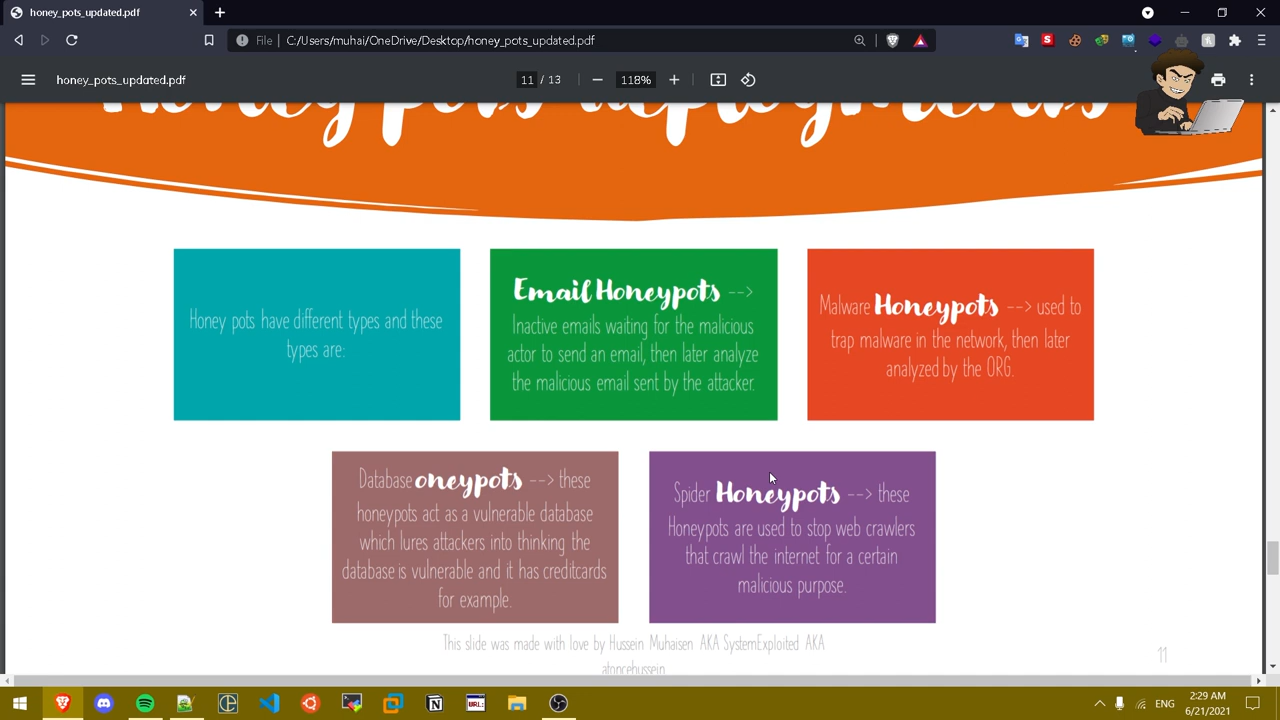 honey_pots_updated.pdf
File
C:/Users/muhai/OneDrive/Desktop/honey_pots_updated.pdf
honey_pots_updated.pdf
11 / 13
118%
Honeypots deployments
Honey pots have different types and these
types are:
Email Honeypots -->
Inactive emails waiting for the malicious
actor to send an email, then later analyze
the malicious email sent by the attacker.
Malware Honeypots --> used to
trap malware in the network, then later
analyzed by the ORG.
Database oneypots --> these
honeypots act as a vulnerable database
which lures attackers into thinking the
database is vulnerable and it has creditcards
for example.
Spider Honeypots --> these
Honeypots are used to stop web crawlers
that crawl the internet for a certain
malicious purpose.
This slide was made with love by Hussein Muhaisen AKA SystemExploited AKA
atoncehussein
11
URL:
ENG
2:29 AM
6/21/2021